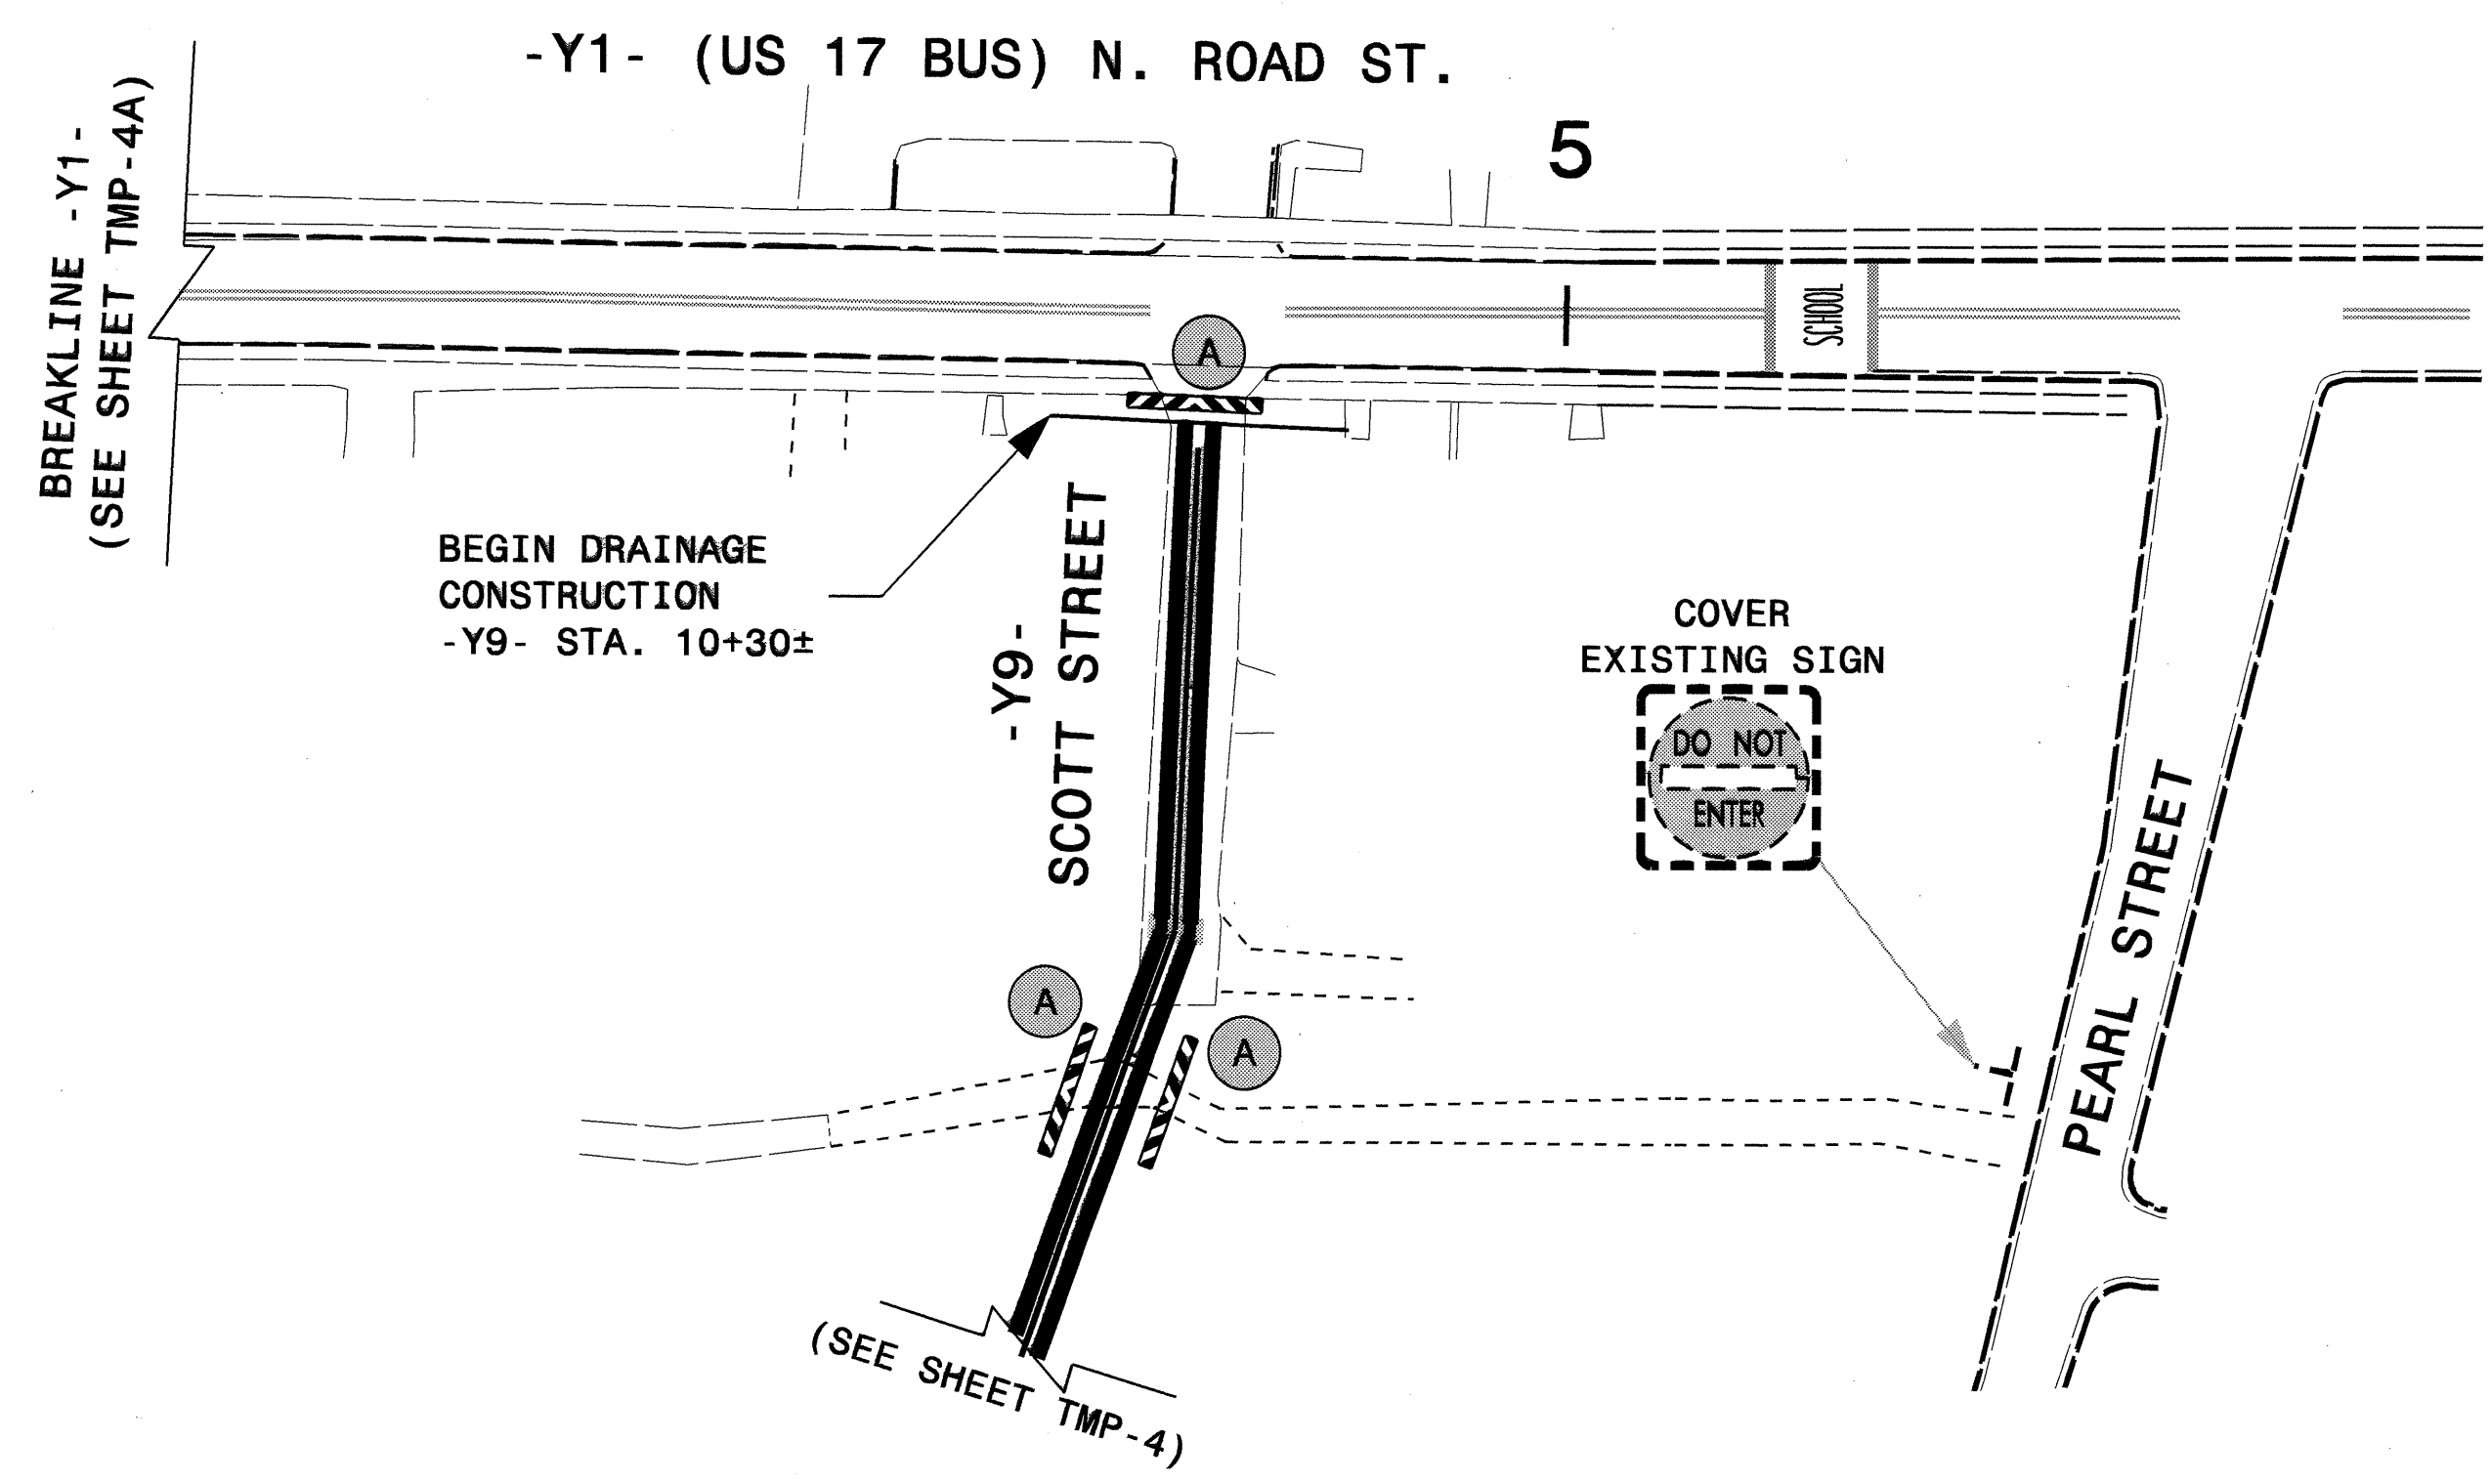 -Y1- (US 17 BUS) N. ROAD ST.
5
BREAKLINE -Y1-
(SEE SHEET TMP-4A)
SCHOOL
A
BEGIN DRAINAGE
CONSTRUCTION
-Y9- STA. 10+30±
-Y9-
SCOTT STREET
COVER
EXISTING SIGN
DO NOT
ENTER
PEARL STREET
A
A
(SEE SHEET TMP-4)